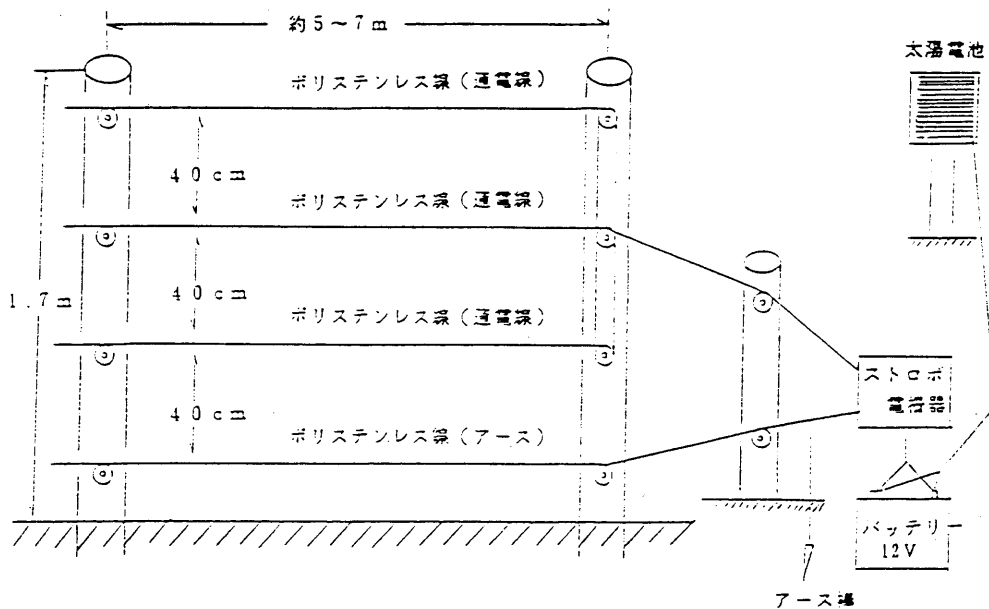 約5~7m
太陽電池
ポリステンレス線(通電線)
40cm
ポリステンレス線(通電線)
1.7m
40cm
ポリステンレス線(通電線)
ストロボ
電撃器
40cm
ポリステンレス線(アース)
バッテリー
12V
アース棒